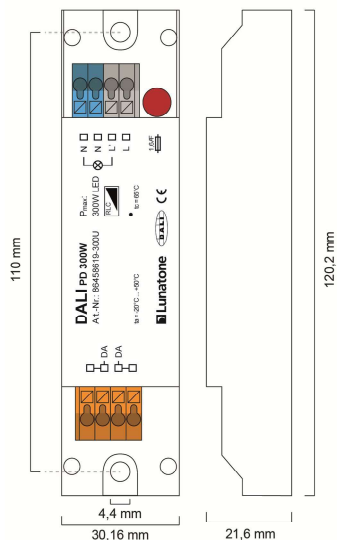 N
N
L'
L
1,6/F
Pmax:
300W LED
RLC
tc = 65°C
DALI PD 300W
Art.-Nr.: 86458619-300U
ta = -20°C ... +50°C
Lunatone
DALI
CE
DA
DA
110 mm
120,2 mm
4,4 mm
30.16 mm
21,6 mm